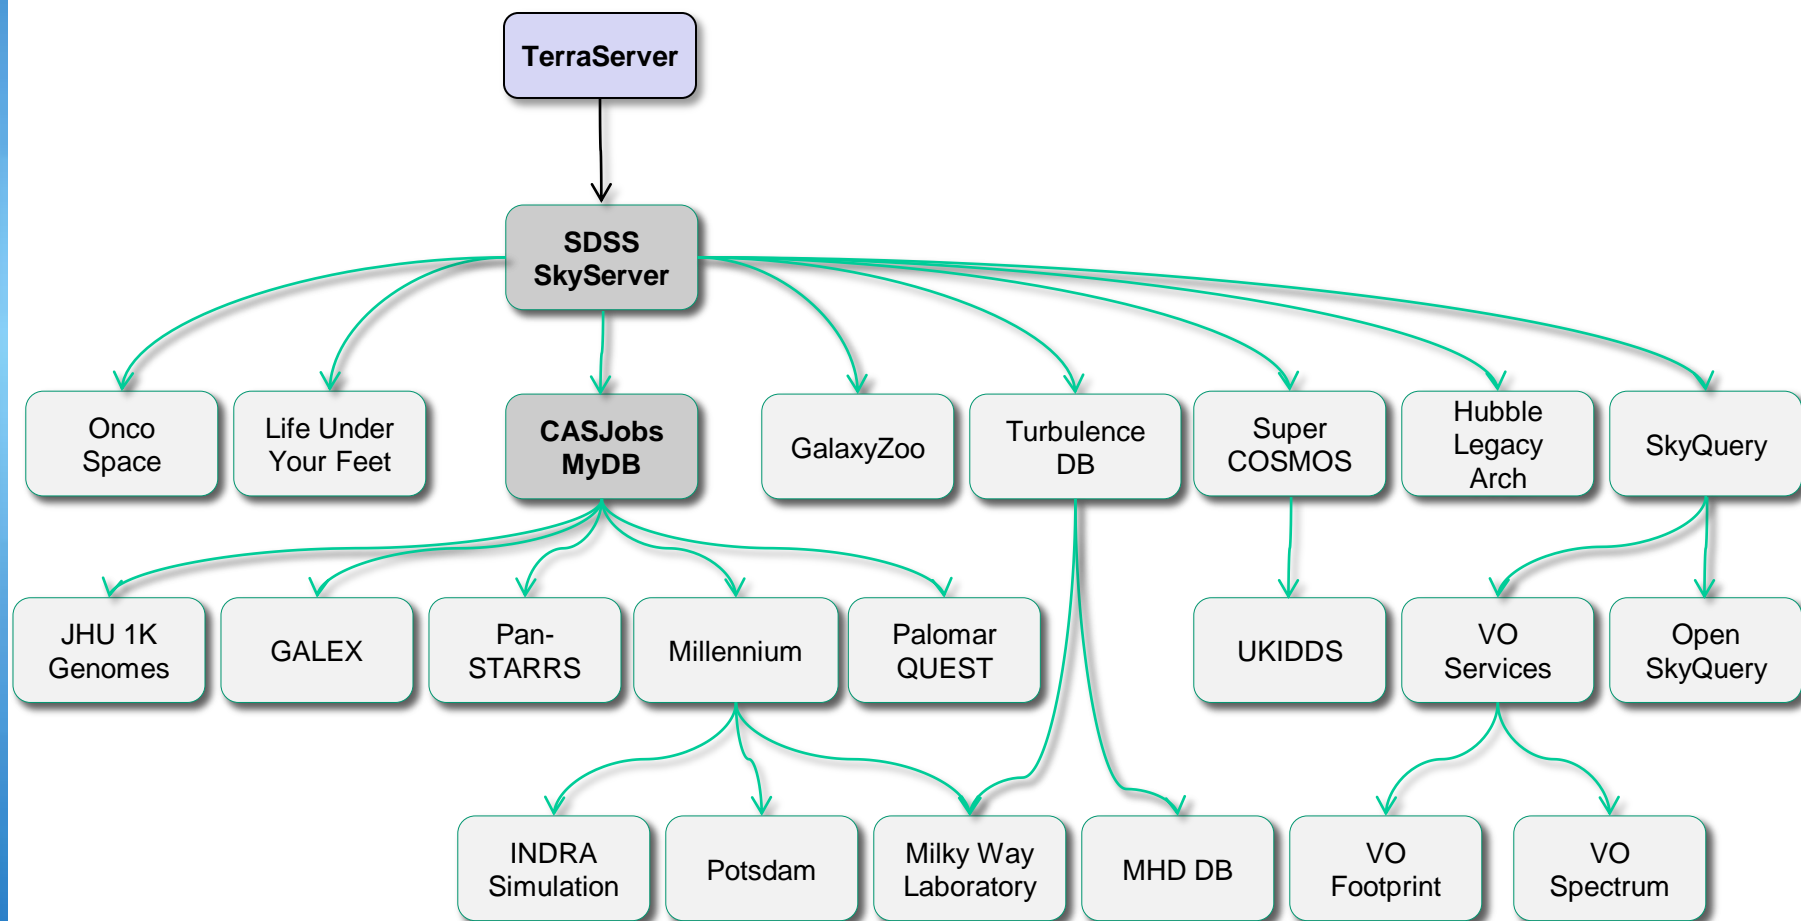 TerraServer
SDSS
SkyServer
Onco
Space
Life Under
Your Feet
CASJobs
MyDB
GalaxyZoo
Turbulence
DB
Super
COSMOS
Hubble
Legacy
Arch
SkyQuery
JHU 1K
Genomes
GALEX
Pan-
STARRS
Millennium
Palomar
QUEST
UKIDDS
VO
Services
Open
SkyQuery
INDRA
Simulation
Potsdam
Milky Way
Laboratory
MHD DB
VO
Footprint
VO
Spectrum